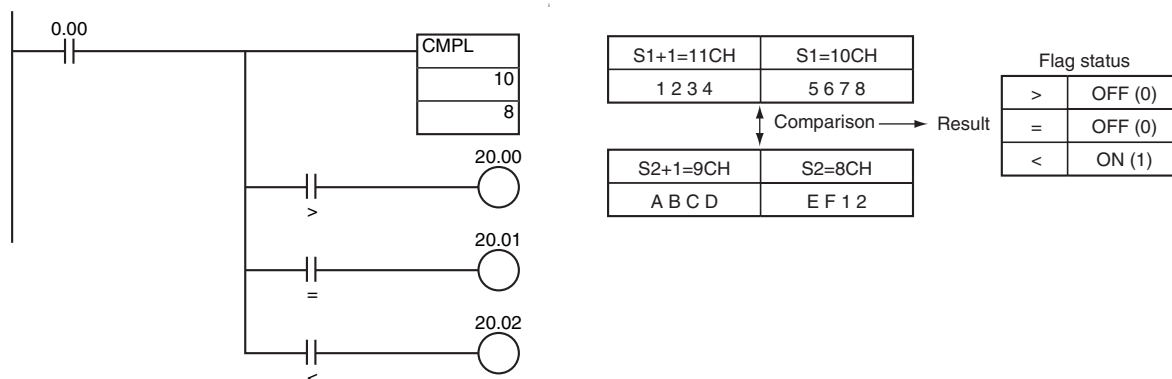 0.00
CMPL
10
8
20.00
>
20.01
=
20.02
<
S1+1=11CH S1=10CH
1 2 3 4 5 6 7 8
Comparison Result
S2+1=9CH S2=8CH
A B C D E F 1 2
Flag status
> OFF (0)
= OFF (0)
< ON (1)